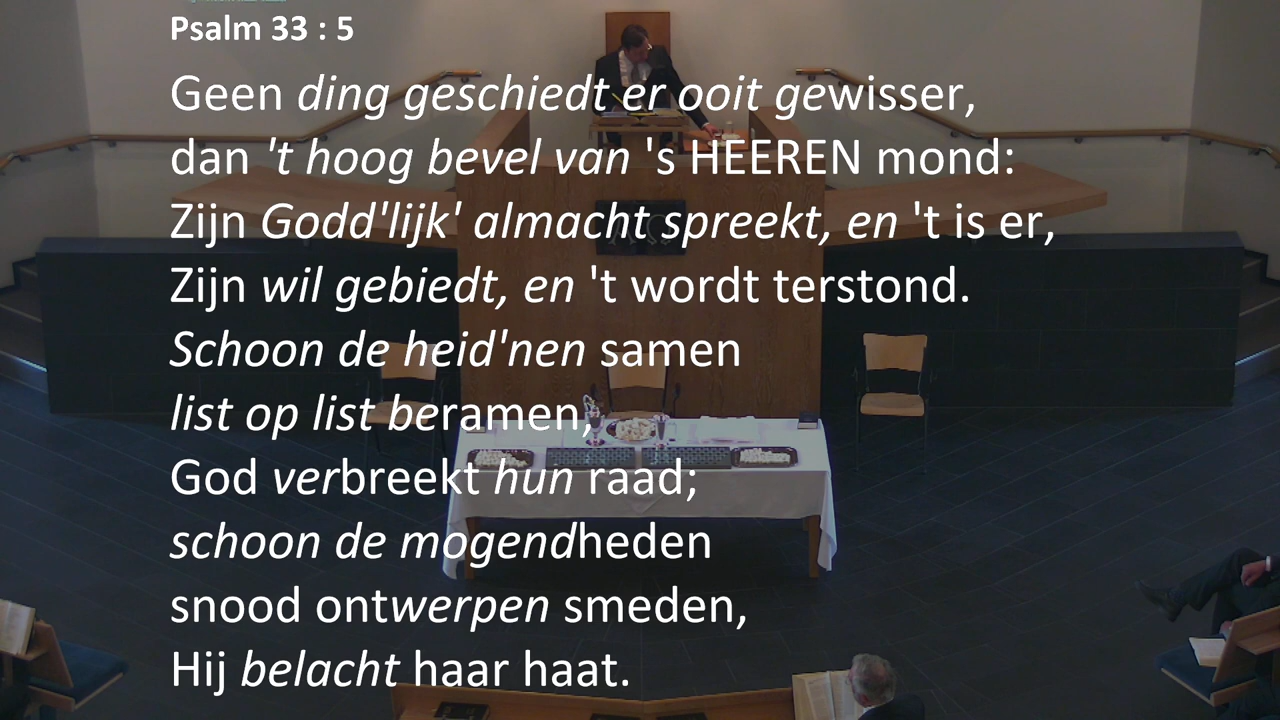 Psalm 33 : 5
Geen ding geschiedt er ooit gewisser,
dan 't hoog bevel van 's HEEREN mond:
Zijn Godd'lijk' almacht spreekt, en 't is er,
Zijn wil gebiedt, en 't wordt terstond.
Schoon de heid'nen samen
list op list beramen,
God verbreekt hun raad;
schoon de mogendheden
snood ontwerpen smeden,
Hij belacht haar haat.